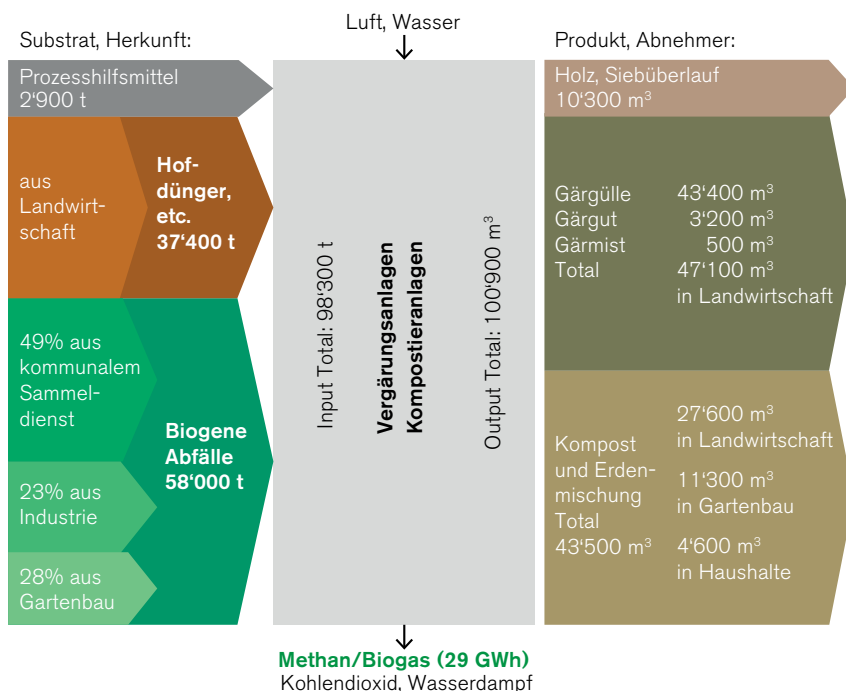 Luft, Wasser
Substrat, Herkunft:
Prozesshilfsmittel
2‘900 t
aus
Landwirt-
schaft
Hof-
dünger,
etc.
37‘400 t
49% aus
kommunalem
Sammel-
dienst
23% aus
Industrie
28% aus
Gartenbau
Biogene
Abfälle
58‘000 t
Input Total: 98‘300 t
Vergärungsanlagen
Kompostieranlagen
Output Total: 100‘900 m³
Produkt, Abnehmer:
Holz, Siebüberlauf
10‘300 m³
Gärgülle 43‘400 m³
Gärgut 3‘200 m³
Gärmist 500 m³
Total 47‘100 m³
in Landwirtschaft
Kompost
und Erden-
mischung
Total
43‘500 m³
27‘600 m³
in Landwirtschaft
11‘300 m³
in Gartenbau
4‘600 m³
in Haushalte
Methan/Biogas (29 GWh)
Kohlendioxid, Wasserdampf